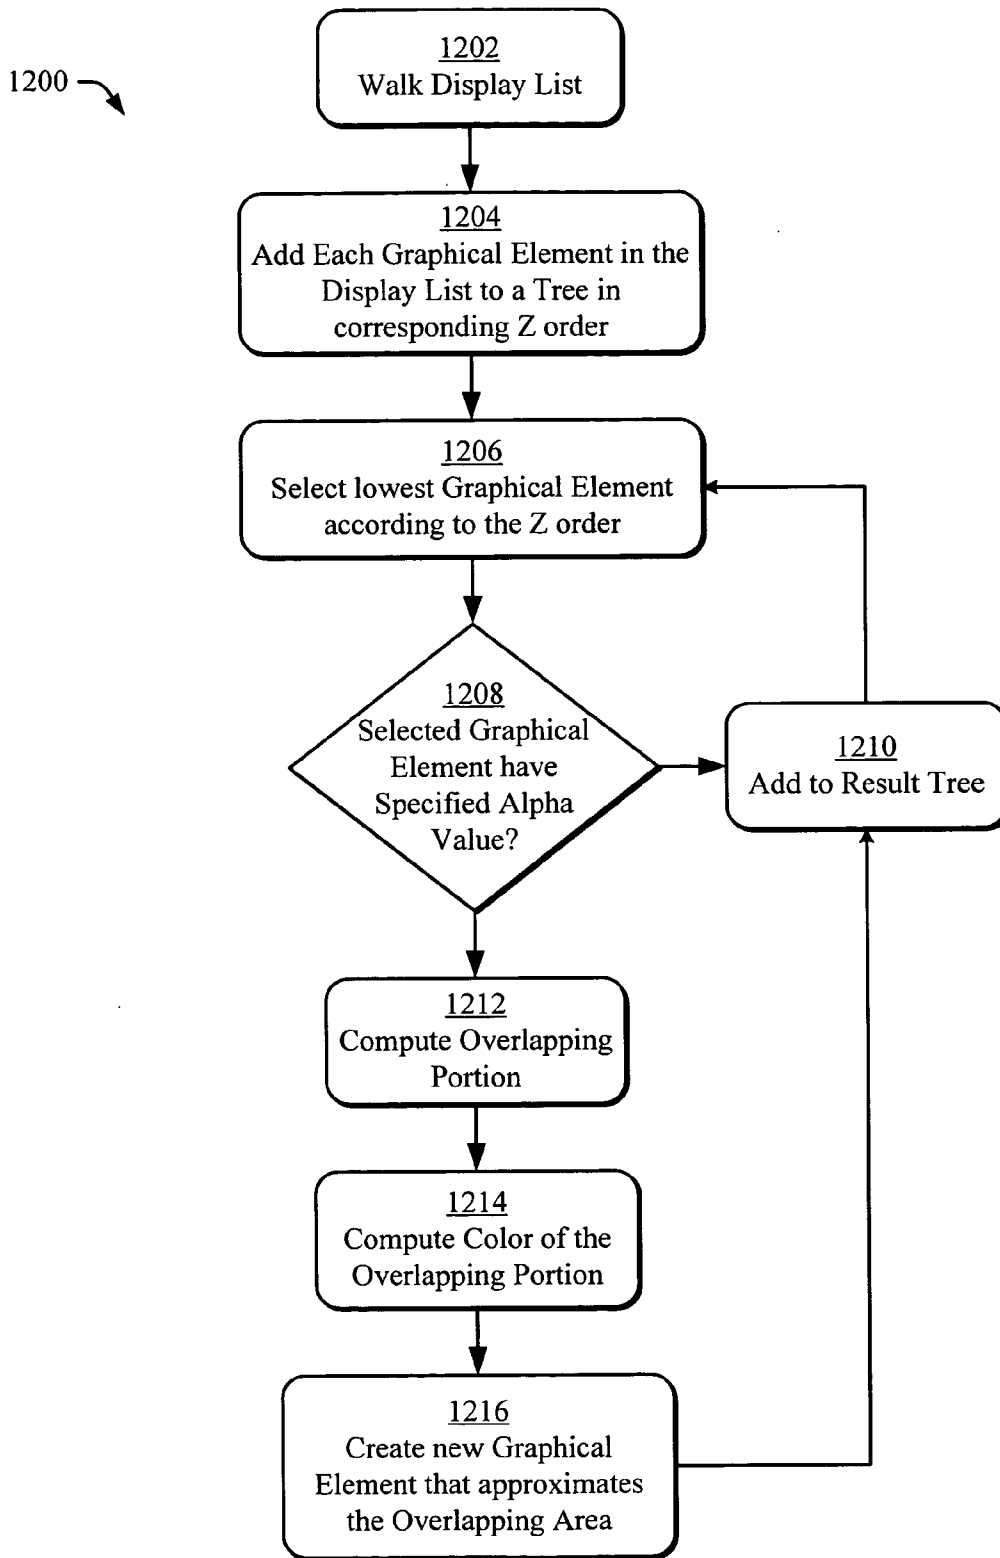 1200
1202
Walk Display List
1204
Add Each Graphical Element in the
Display List to a Tree in
corresponding Z order
1206
Select lowest Graphical Element
according to the Z order
1208
Selected Graphical
Element have
Specified Alpha
Value?
1210
Add to Result Tree
1212
Compute Overlapping
Portion
1214
Compute Color of the
Overlapping Portion
1216
Create new Graphical
Element that approximates
the Overlapping Area